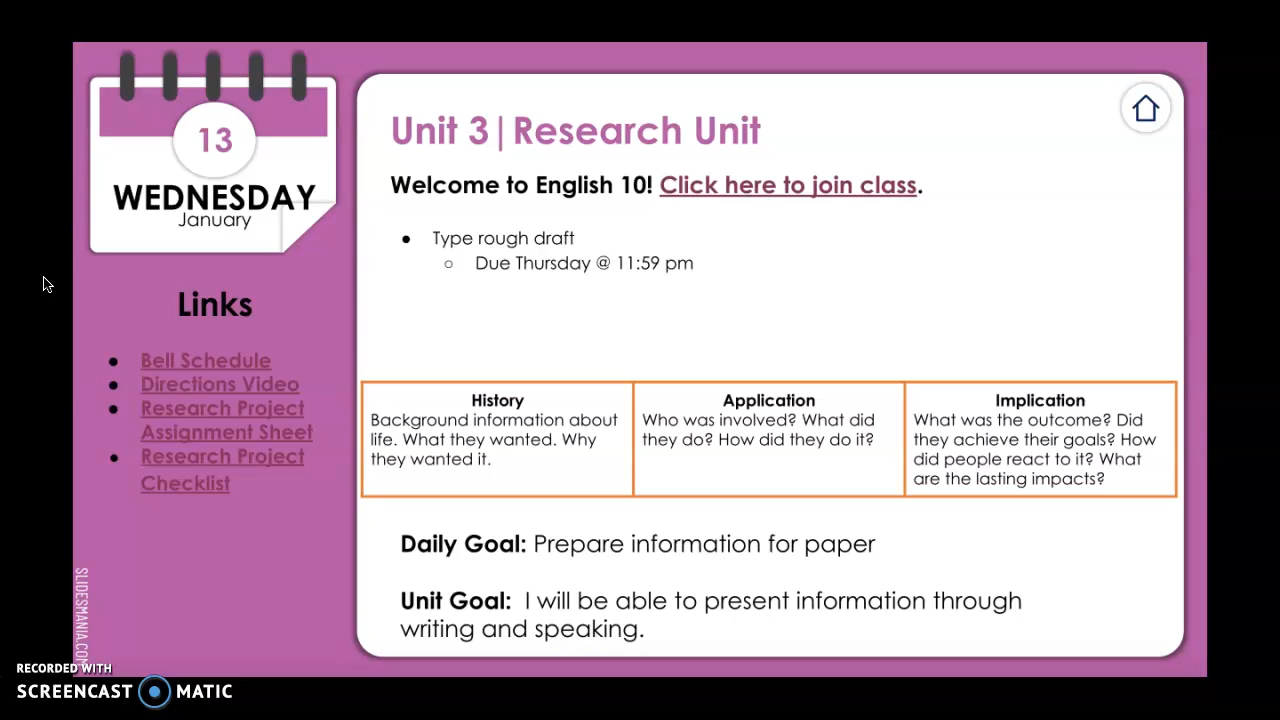 13
WEDNESDAY
January
Links
● Bell Schedule
● Directions Video
● Research Project
Assignment Sheet
● Research Project
Checklist
SLIDESMANIA.COM
Unit 3|Research Unit
Welcome to English 10! Click here to join class.
● Type rough draft
○ Due Thursday @ 11:59 pm
History
Background information about
life. What they wanted. Why
they wanted it.
Application
Who was involved? What did
they do? How did they do it?
Implication
What was the outcome? Did
they achieve their goals? How
did people react to it? What
are the lasting impacts?
Daily Goal: Prepare information for paper
Unit Goal: I will be able to present information through
writing and speaking.
RECORDED WITH
SCREENCAST MATIC